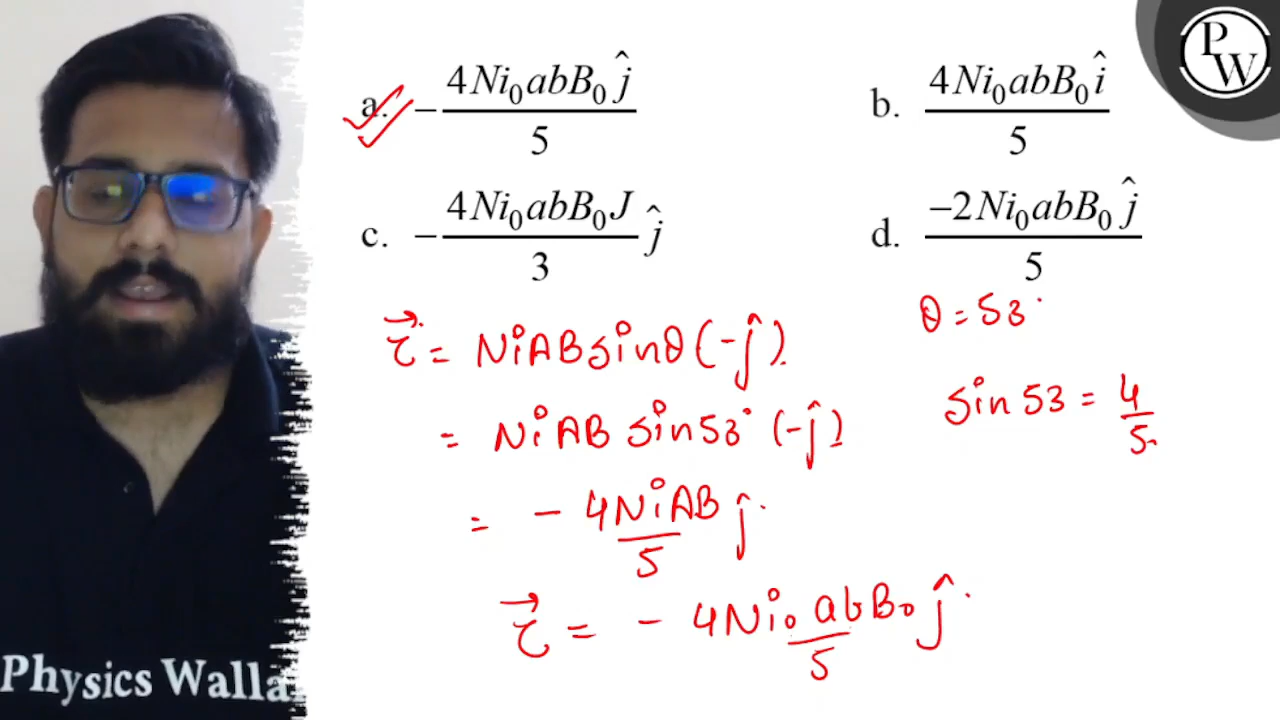 P
W
a. -4Ni₀abB₀ĵ/5
b. 4Ni₀abB₀î/5
c. -4Ni₀abB₀J/3 ĵ
d. -2Ni₀abB₀ĵ/5
τ⃗ = NiABsinθ(-ĵ).
θ = 53°
= NiAB sin53° (-ĵ)
sin 53 = 4/5
= - 4NiAB/5 ĵ.
τ⃗ = - 4Ni₀abB₀/5 ĵ.
Physics Walla